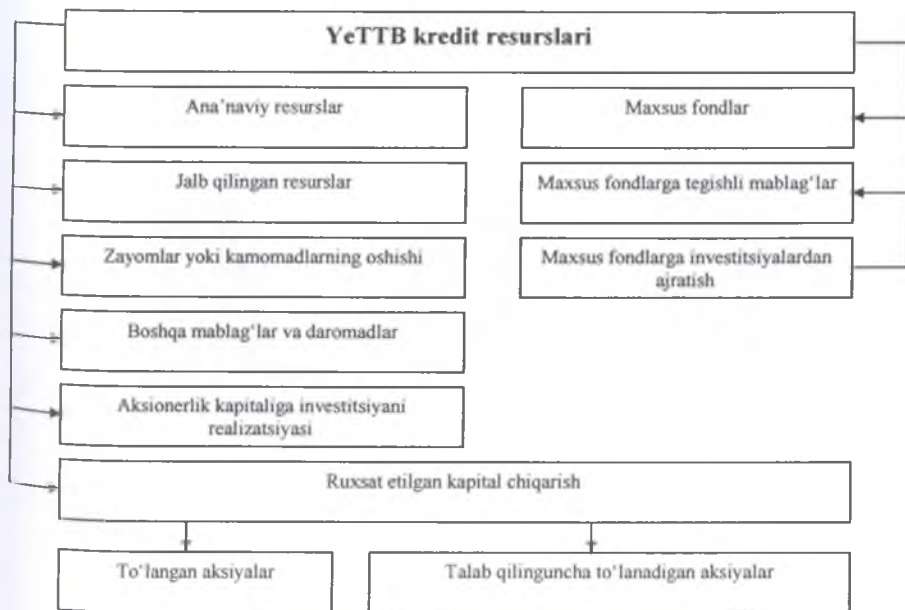 YeTTB kredit resurslari
Ana'naviy resurslar
Maxsus fondlar
Jalb qilingan resurslar
Maxsus fondlarga tegishli mablag‘lar
Zayomlar yoki kamomadlarning oshishi
Maxsus fondlarga investitsiyalardan
ajratish
Boshqa mablag‘lar va daromadlar
Aksionerlik kapitaliga investitsiyani
realizatsiyasi
Ruxsat etilgan kapital chiqarish
To‘langan aksiyalar
Talab qilinguncha to‘lanadigan aksiyalar